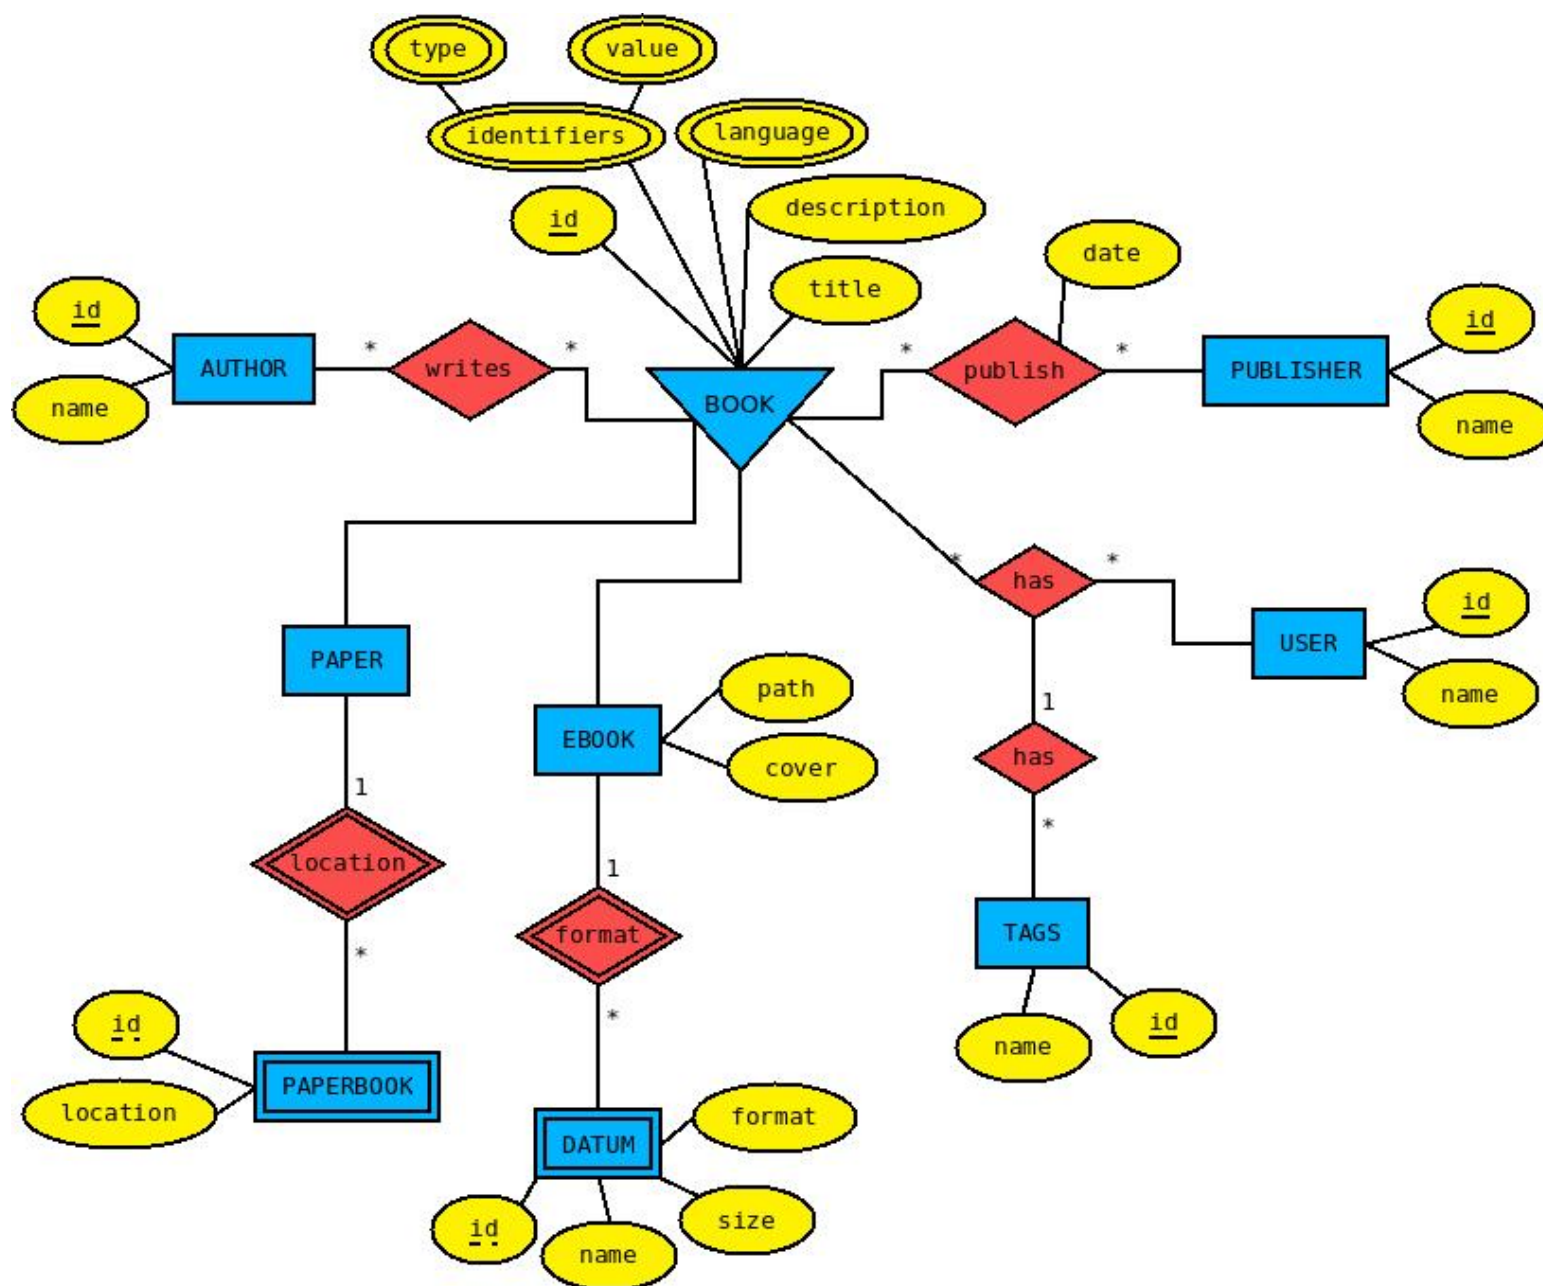 type
value
identifiers
language
id
description
date
title
id
id
AUTHOR
*
writes
*
BOOK
*
publish
*
PUBLISHER
name
name
*
has
*
id
USER
name
PAPER
path
EBOOK
cover
1
has
*
1
location
*
1
format
*
TAGS
name
id
id
PAPERBOOK
location
format
DATUM
id
name
size